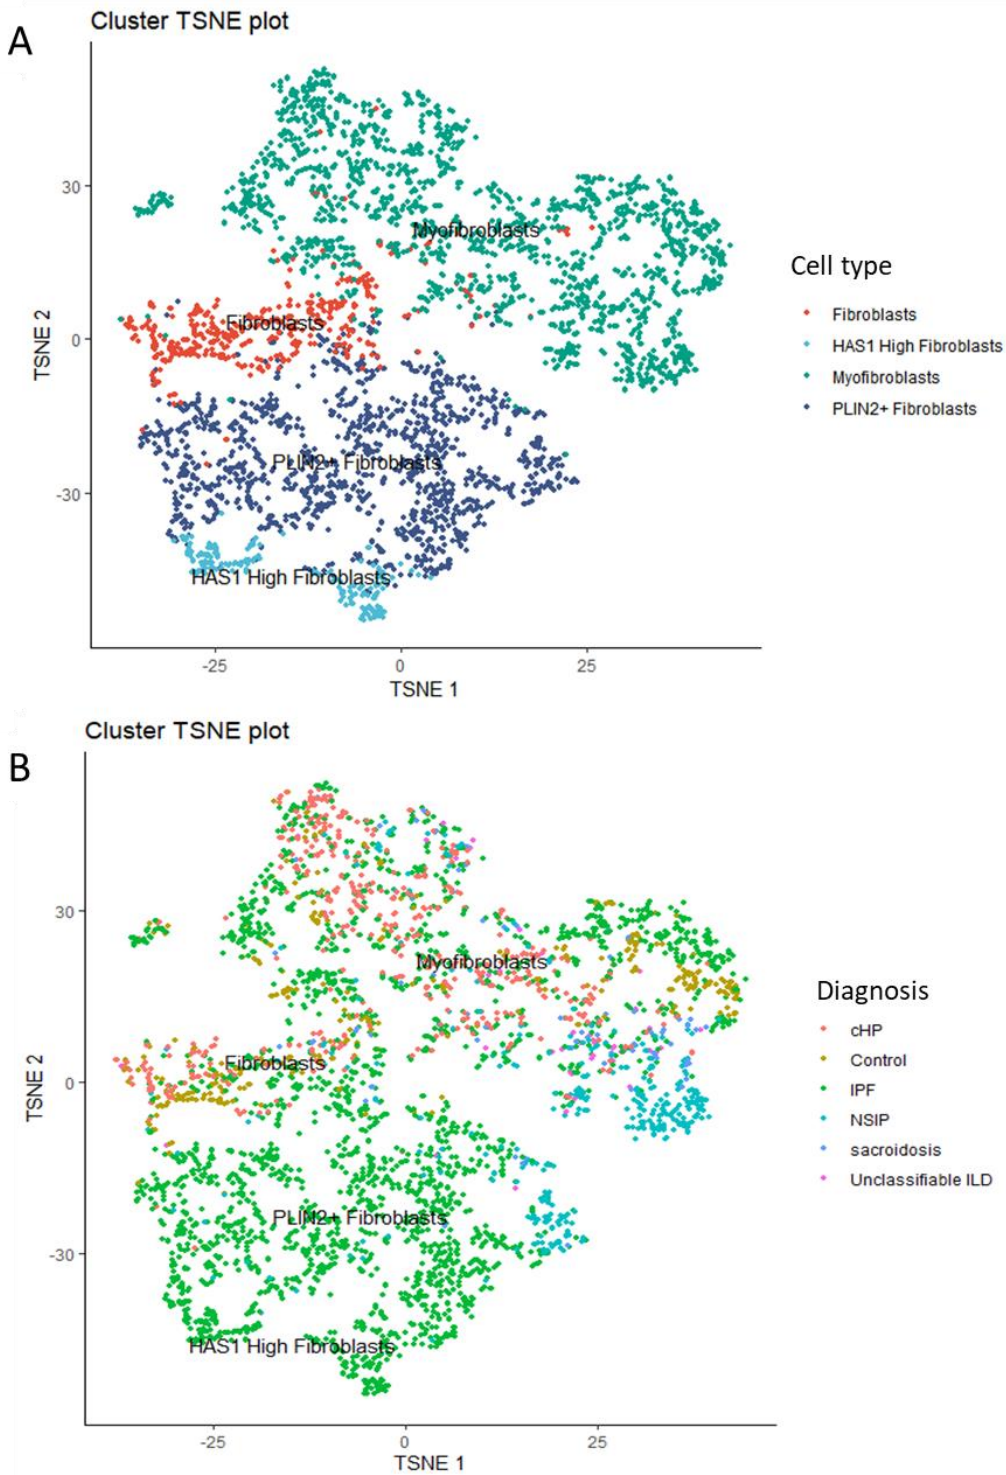 Cluster TSNE plot
A
30
0
-30
TSNE 2
Myofibroblasts
Fibroblasts
PLIN2+ Fibroblasts
HAS1 High Fibroblasts
-25
0
25
TSNE 1
Cell type
Fibroblasts
HAS1 High Fibroblasts
Myofibroblasts
PLIN2+ Fibroblasts
Cluster TSNE plot
B
30
0
-30
TSNE 2
Myofibroblasts
Fibroblasts
PLIN2+ Fibroblasts
HAS1 High Fibroblasts
-25
0
25
TSNE 1
Diagnosis
cHP
Control
IPF
NSIP
sacroidosis
Unclassifiable ILD